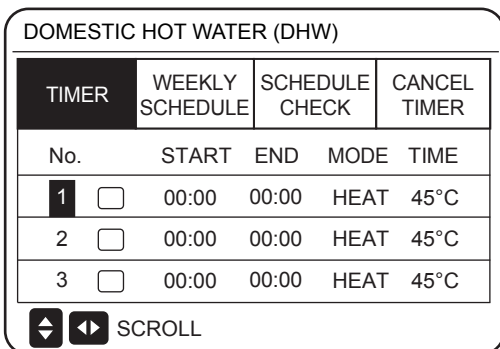 DOMESTIC HOT WATER (DHW)
TIMER WEEKLY SCHEDULE SCHEDULE CHECK CANCEL TIMER
No. START END MODE TIME
1 00:00 00:00 HEAT 45°C
2 00:00 00:00 HEAT 45°C
3 00:00 00:00 HEAT 45°C
SCROLL